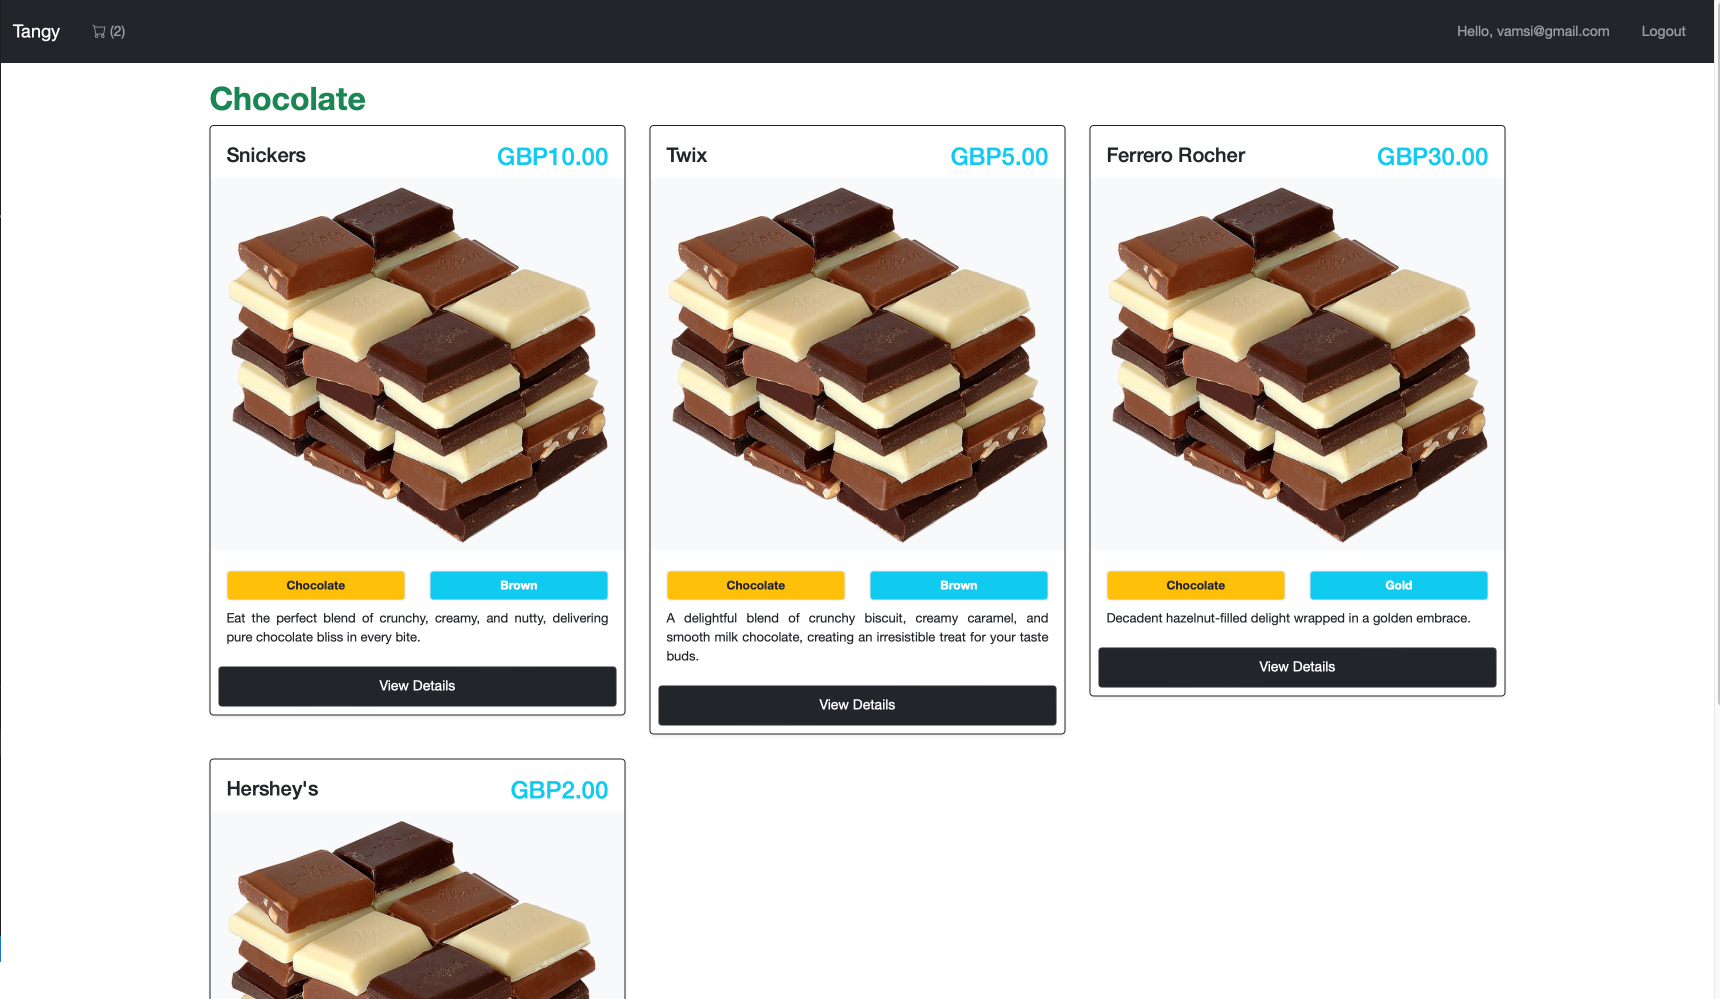 Tangy
(2)
Hello, vamsi@gmail.com
Logout
Chocolate
Snickers
GBP10.00
Chocolate
Brown
Eat the perfect blend of crunchy, creamy, and nutty, delivering
pure chocolate bliss in every bite.
View Details
Twix
GBP5.00
Chocolate
Brown
A delightful blend of crunchy biscuit, creamy caramel, and
smooth milk chocolate, creating an irresistible treat for your taste
buds.
View Details
Ferrero Rocher
GBP30.00
Chocolate
Gold
Decadent hazelnut-filled delight wrapped in a golden embrace.
View Details
Hershey's
GBP2.00